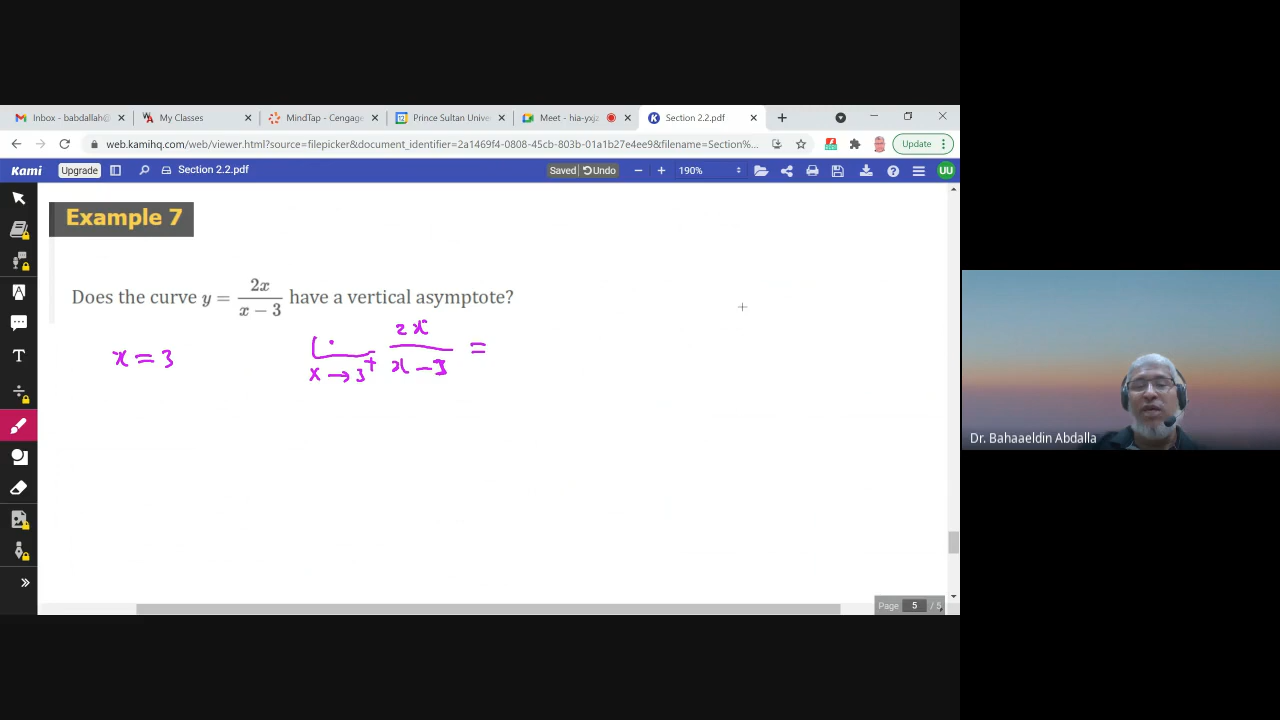 Inbox - babdallah@
My Classes
MindTap - Cengage
Prince Sultan Unive
Meet - hia-yxjz
Section 2.2.pdf
web.kamihq.com/web/viewer.html?source=filepicker&document_identifier=2a1469f4-0808-45cb-803b-01a1b27e4ee9&filename=Section%...
Update
Kami
Upgrade
Section 2.2.pdf
Saved
Undo
190%
UU
Example 7
Does the curve y = 2x / (x − 3) have a vertical asymptote?
x = 3
x → 3⁺ 2x / (x − 3) =
Dr. Bahaaeldin Abdalla
Page 5 / 5